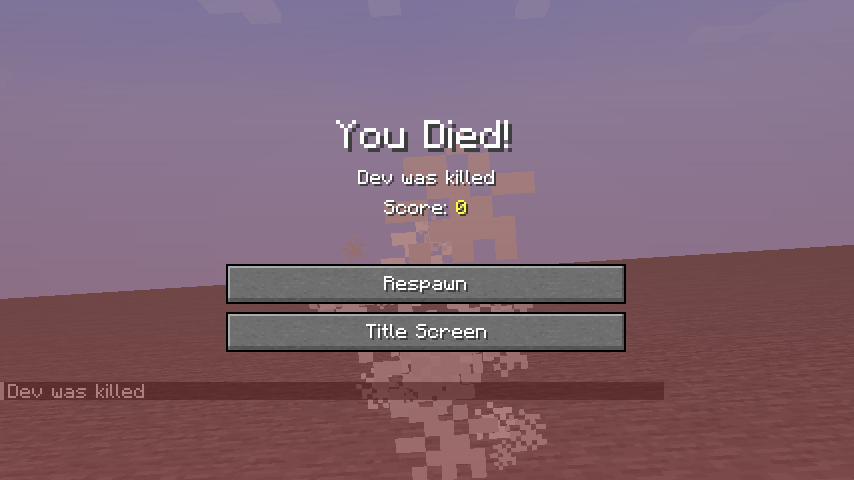 You Died!
Dev was killed
Score: 0
Respawn
Title Screen
Dev was killed